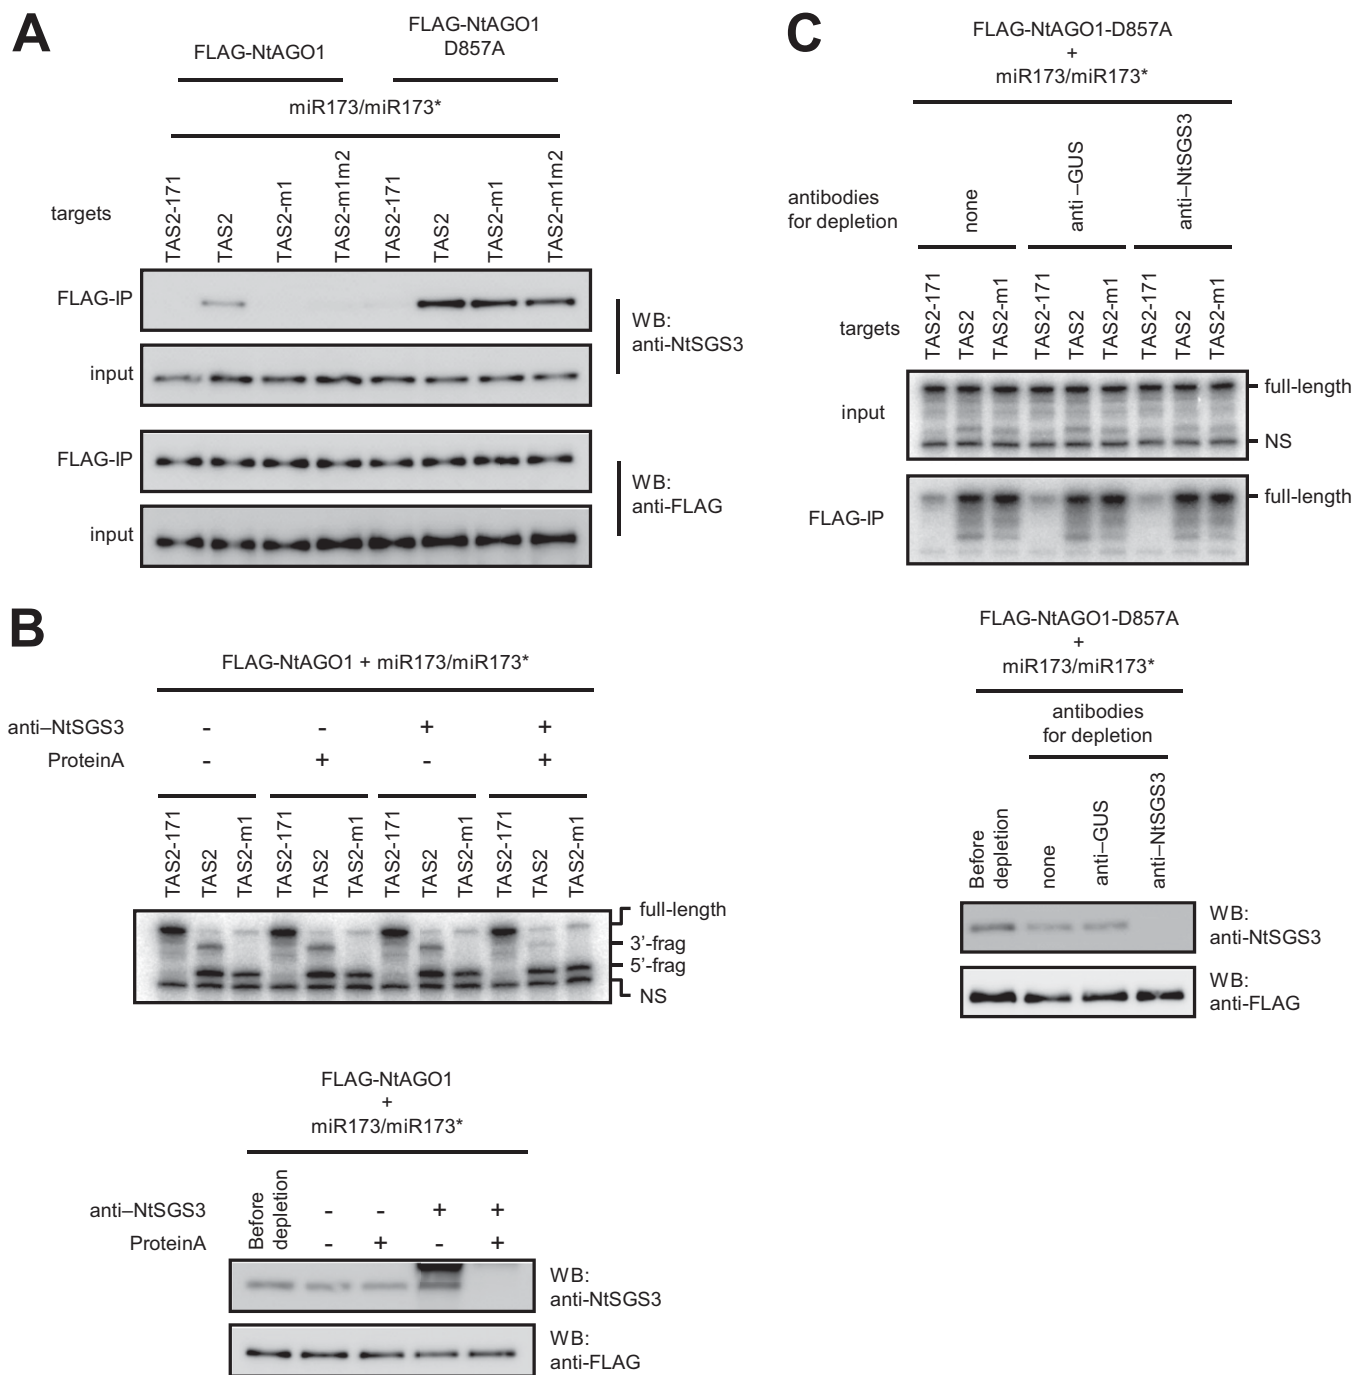 A
FLAG-NtAGO1
FLAG-NtAGO1
D857A
miR173/miR173*
targets
TAS2-171
TAS2
TAS2-m1
TAS2-m1m2
TAS2-171
TAS2
TAS2-m1
TAS2-m1m2
FLAG-IP
input
WB:
anti-NtSGS3
FLAG-IP
input
WB:
anti-FLAG
B
FLAG-NtAGO1 + miR173/miR173*
anti–NtSGS3 - - + +
ProteinA - + - +
TAS2-171
TAS2
TAS2-m1
TAS2-171
TAS2
TAS2-m1
TAS2-171
TAS2
TAS2-m1
TAS2-171
TAS2
TAS2-m1
full-length
3'-frag
5'-frag
NS
FLAG-NtAGO1
+
miR173/miR173*
Before
depletion
anti–NtSGS3 - - + +
ProteinA - + - +
WB:
anti-NtSGS3
WB:
anti-FLAG
C
FLAG-NtAGO1-D857A
+
miR173/miR173*
antibodies
for depletion
none
anti–GUS
anti–NtSGS3
targets
TAS2-171
TAS2
TAS2-m1
TAS2-171
TAS2
TAS2-m1
TAS2-171
TAS2
TAS2-m1
input
full-length
NS
FLAG-IP
full-length
FLAG-NtAGO1-D857A
+
miR173/miR173*
antibodies
for depletion
Before
depletion
none
anti–GUS
anti–NtSGS3
WB:
anti-NtSGS3
WB:
anti-FLAG